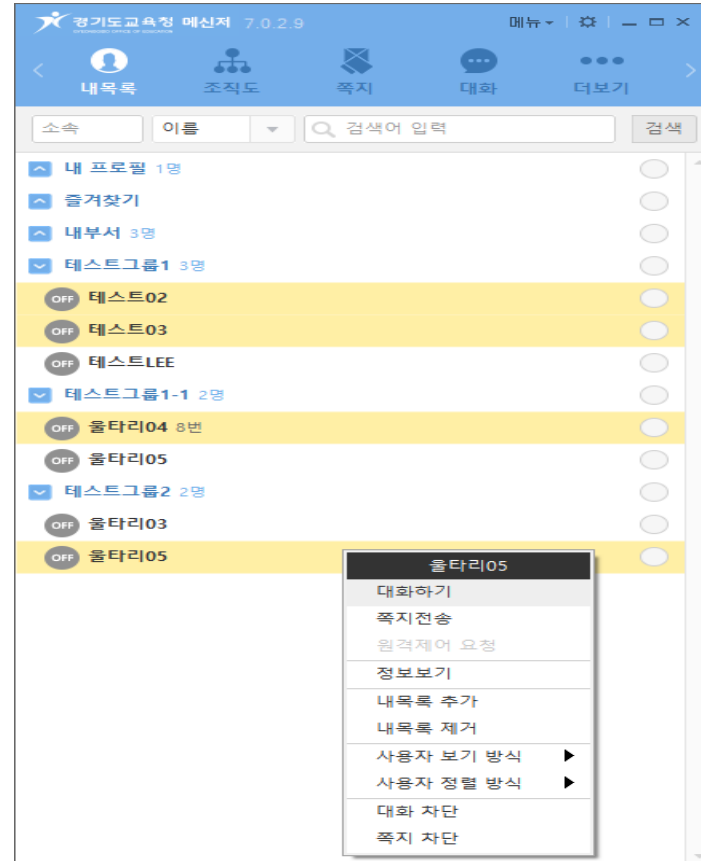 경기도교육청 메신저 7.0.2.9 메뉴
내목록 조직도 쪽지 대화 더보기
소속 이름 검색어 입력 검색
내 프로필 1명
즐겨찾기
내부서 3명
테스트그룹1 3명
OFF 테스트02
OFF 테스트03
OFF 테스트LEE
테스트그룹1-1 2명
OFF 울타리04 8번
OFF 울타리05
테스트그룹2 2명
OFF 울타리03
OFF 울타리05
울타리05
대화하기
쪽지전송
원격제어 요청
정보보기
내목록 추가
내목록 제거
사용자 보기 방식
사용자 정렬 방식
대화 차단
쪽지 차단